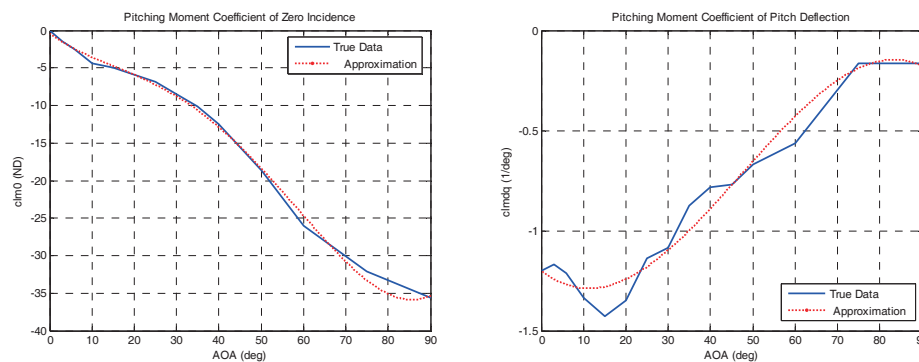 Pitching Moment Coefficient of Zero Incidence
0
-5
-10
-15
-20
-25
-30
-35
-40
clm0 (ND)
True Data
Approximation
0 10 20 30 40 50 60 70 80 90
AOA (deg)
Pitching Moment Coefficient of Pitch Deflection
0
-0.5
-1
-1.5
clmdq (1/deg)
True Data
Approximation
0 10 20 30 40 50 60 70 80 90
AOA (deg)